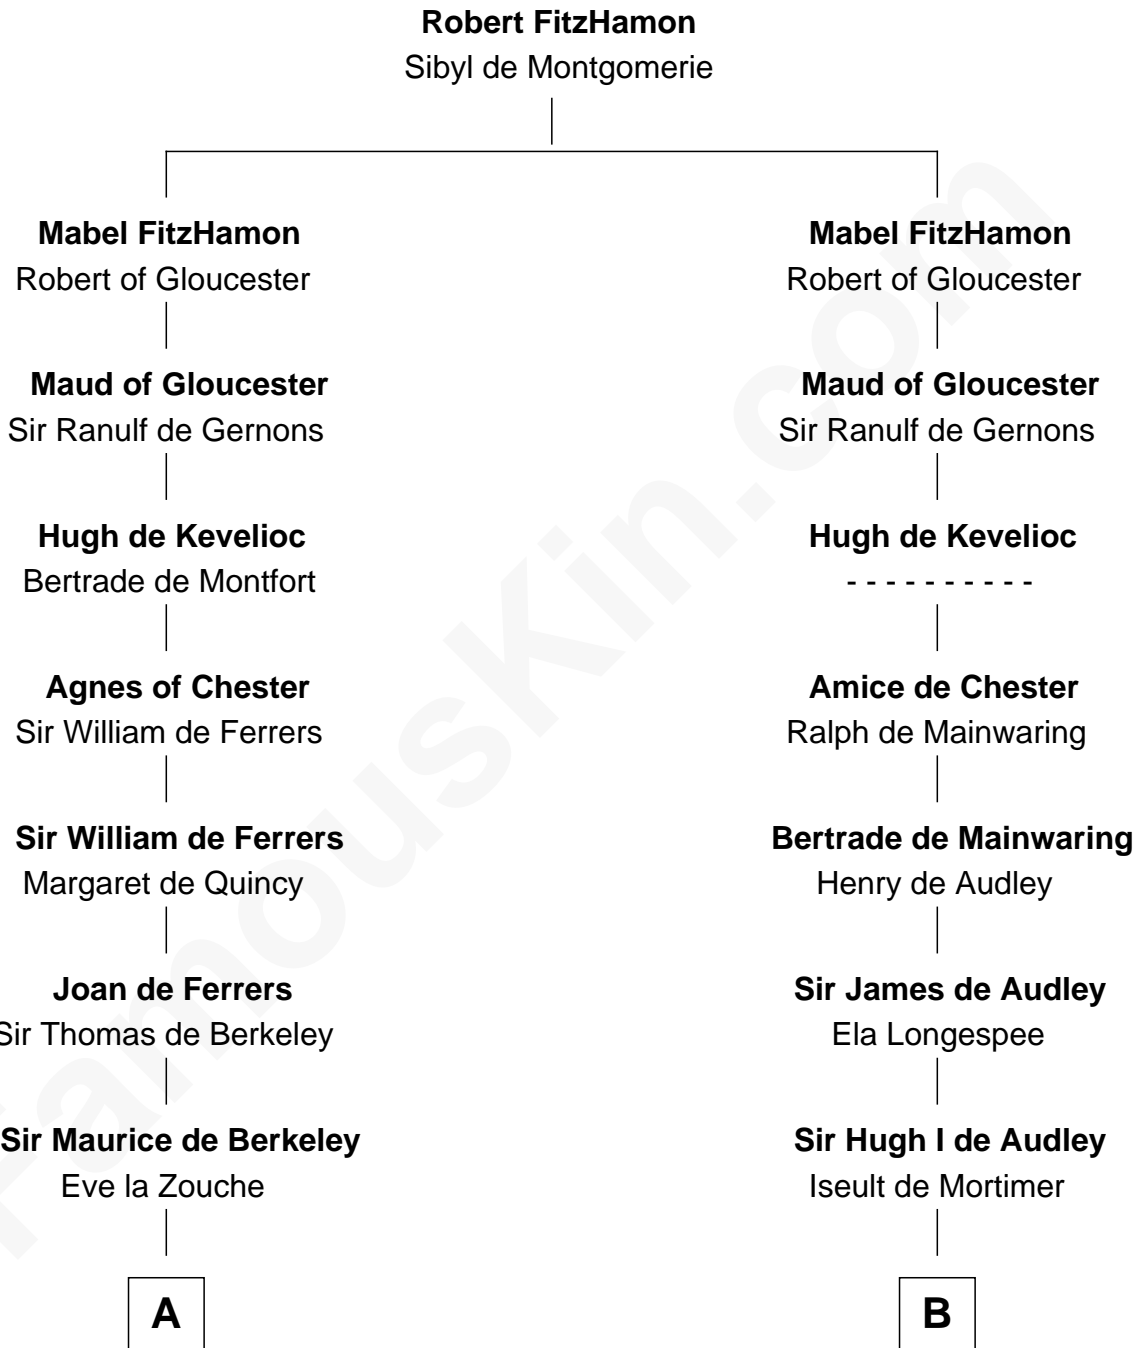 Robert FitzHamon
Sibyl de Montgomerie
Mabel FitzHamon
Robert of Gloucester
Mabel FitzHamon
Robert of Gloucester
Maud of Gloucester
Sir Ranulf de Gernons
Maud of Gloucester
Sir Ranulf de Gernons
Hugh de Kevelioc
Bertrade de Montfort
Hugh de Kevelioc
- - - - - - - - - -
Agnes of Chester
Sir William de Ferrers
Amice de Chester
Ralph de Mainwaring
Sir William de Ferrers
Margaret de Quincy
Bertrade de Mainwaring
Henry de Audley
Joan de Ferrers
Sir Thomas de Berkeley
Sir James de Audley
Ela Longespee
Sir Maurice de Berkeley
Eve la Zouche
Sir Hugh I de Audley
Iseult de Mortimer
A
B
FamousKin.com